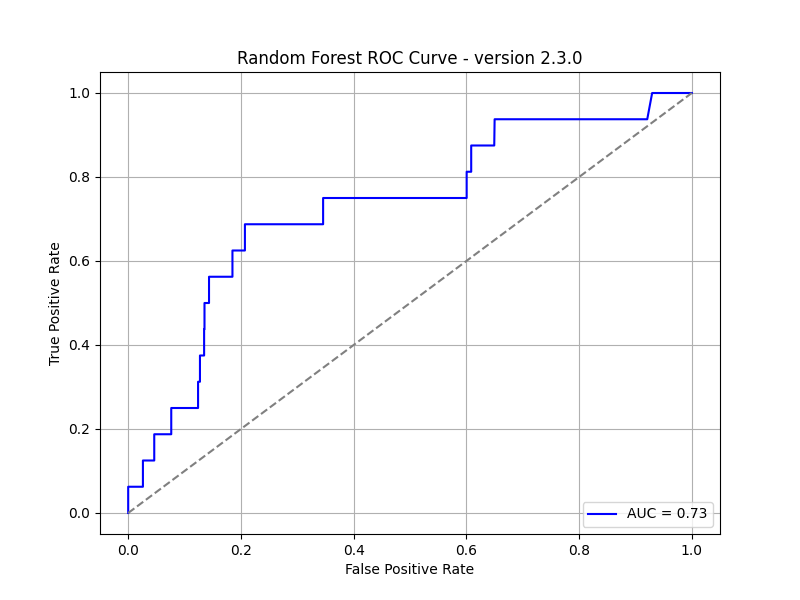 Random Forest ROC Curve - version 2.3.0
True Positive Rate
1.0
0.8
0.6
0.4
0.2
0.0
AUC = 0.73
0.0 0.2 0.4 0.6 0.8 1.0
False Positive Rate